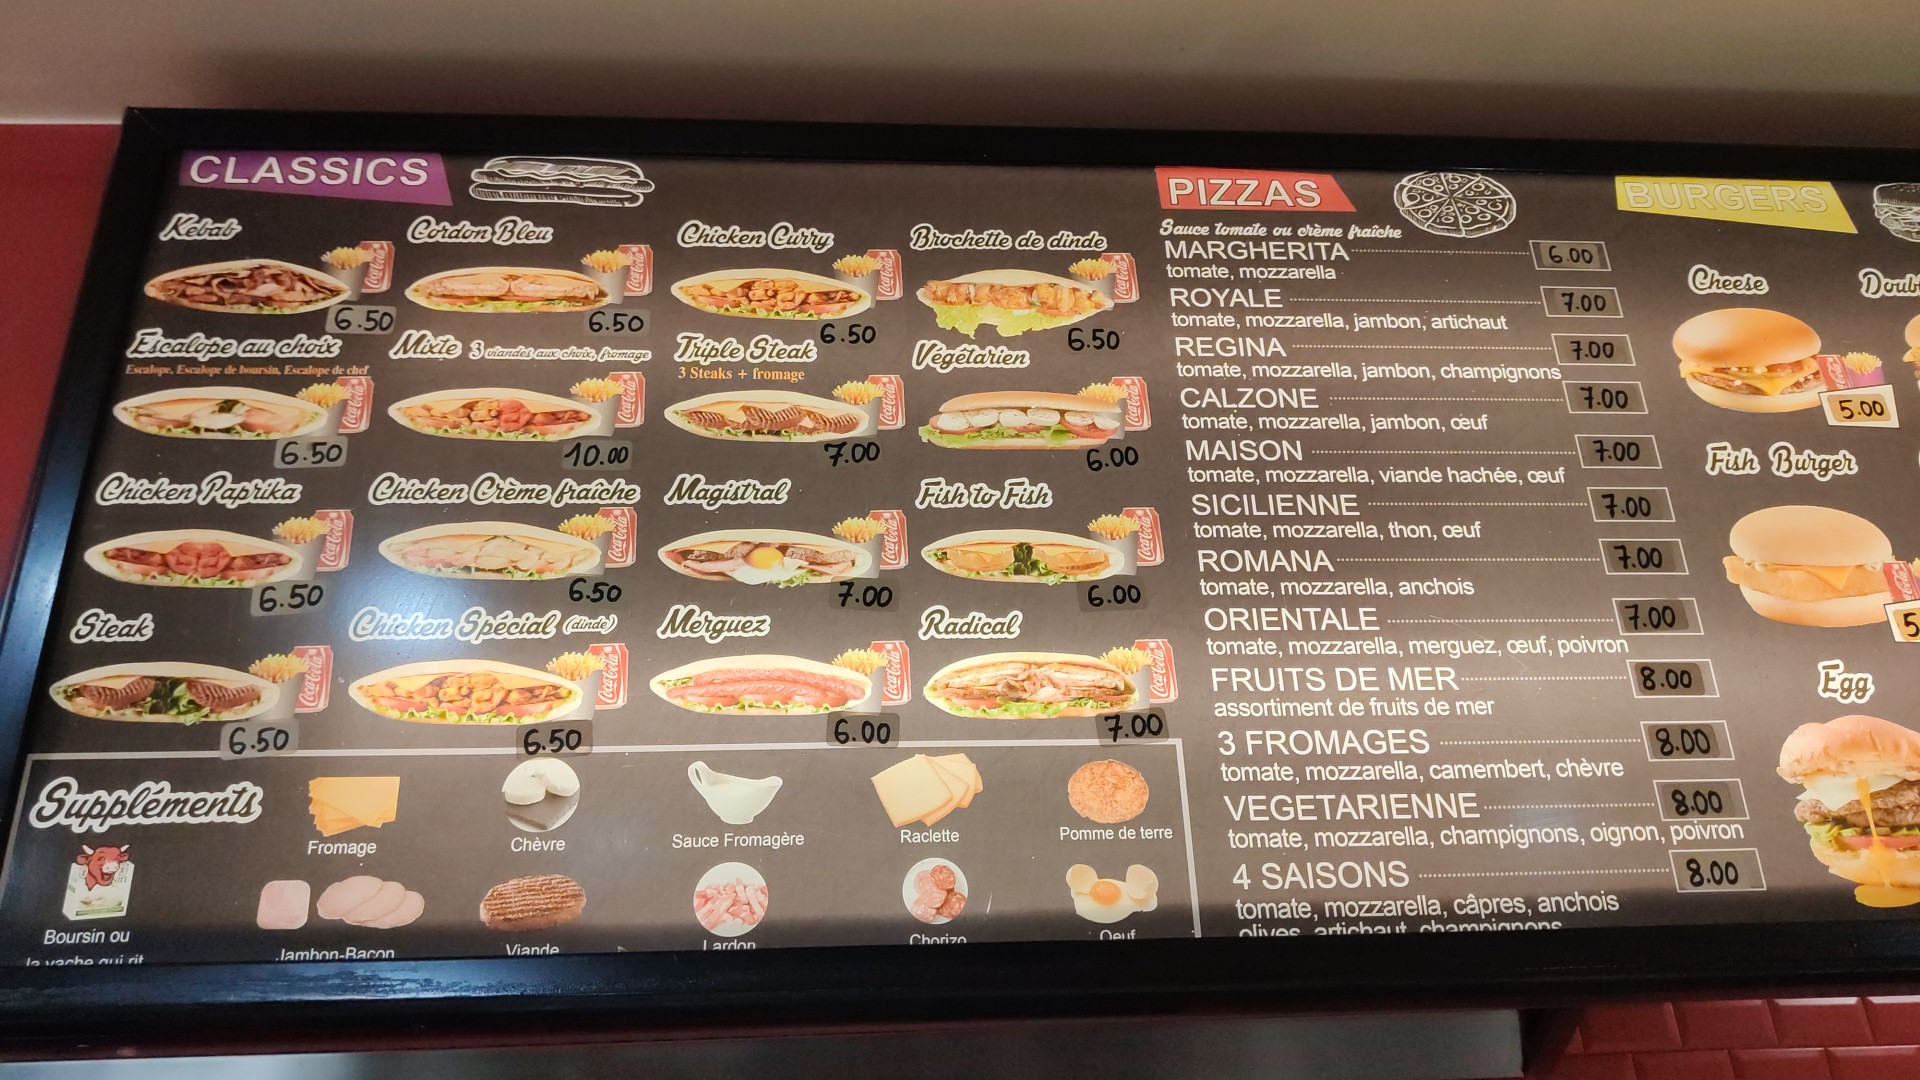 CLASSICS
Kebab
6.50
Cordon Bleu
6.50
Chicken Curry
6.50
Brochette de dinde
6.50
Escalope au choix
Escalope, Escalope de boursin, Escalope de chef
6.50
Mixte 3 viandes aux choix, fromage
10.00
Triple Steak
3 Steaks + fromage
7.00
Végétarien
6.00
Chicken Paprika
6.50
Chicken Crème fraîche
6.50
Magistral
7.00
Fish to Fish
6.00
Steak
6.50
Chicken Spécial (dinde)
6.50
Merguez
6.00
Radical
7.00
Suppléments
Fromage
Chèvre
Sauce Fromagère
Raclette
Pomme de terre
Boursin ou
la vache qui rit
Jambon-Bacon
Viande
Lardon
Chorizo
Oeuf
PIZZAS
Sauce tomate ou crème fraîche
MARGHERITA 6.00
tomate, mozzarella
ROYALE 7.00
tomate, mozzarella, jambon, artichaut
REGINA 7.00
tomate, mozzarella, jambon, champignons
CALZONE 7.00
tomate, mozzarella, jambon, œuf
MAISON 7.00
tomate, mozzarella, viande hachée, œuf
SICILIENNE 7.00
tomate, mozzarella, thon, œuf
ROMANA 7.00
tomate, mozzarella, anchois
ORIENTALE 7.00
tomate, mozzarella, merguez, œuf, poivron
FRUITS DE MER 8.00
assortiment de fruits de mer
3 FROMAGES 8.00
tomate, mozzarella, camembert, chèvre
VEGETARIENNE 8.00
tomate, mozzarella, champignons, oignon, poivron
4 SAISONS 8.00
tomate, mozzarella, câpres, anchois
olives, artichaut, champignons
BURGERS
Cheese
5.00
Fish Burger
Egg